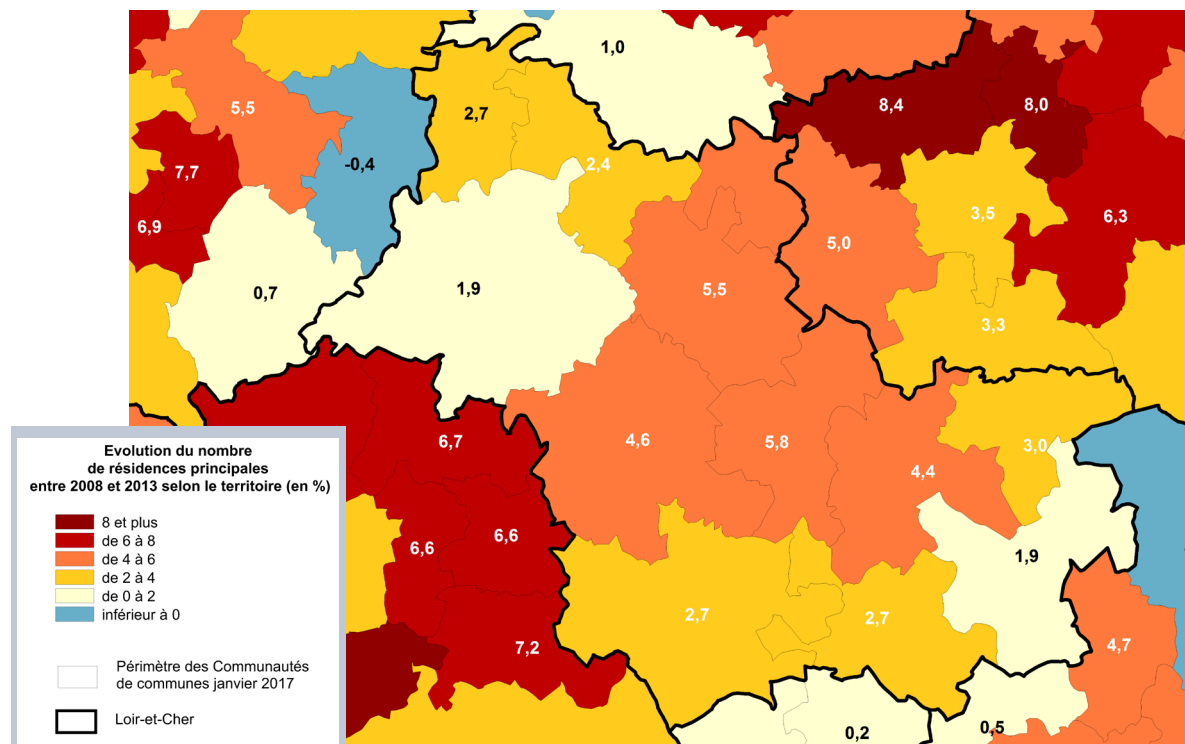 1,0
8,4
8,0
5,5
2,7
-0,4
2,4
7,7
6,9
3,5
6,3
5,0
0,7
1,9
5,5
3,3
6,7
4,6
5,8
3,0
4,4
6,6
6,6
1,9
2,7
2,7
7,2
4,7
0,5
0,2
Evolution du nombre
de résidences principales
entre 2008 et 2013 selon le territoire (en %)
8 et plus
de 6 à 8
de 4 à 6
de 2 à 4
de 0 à 2
inférieur à 0
Périmètre des Communautés
de communes janvier 2017
Loir-et-Cher